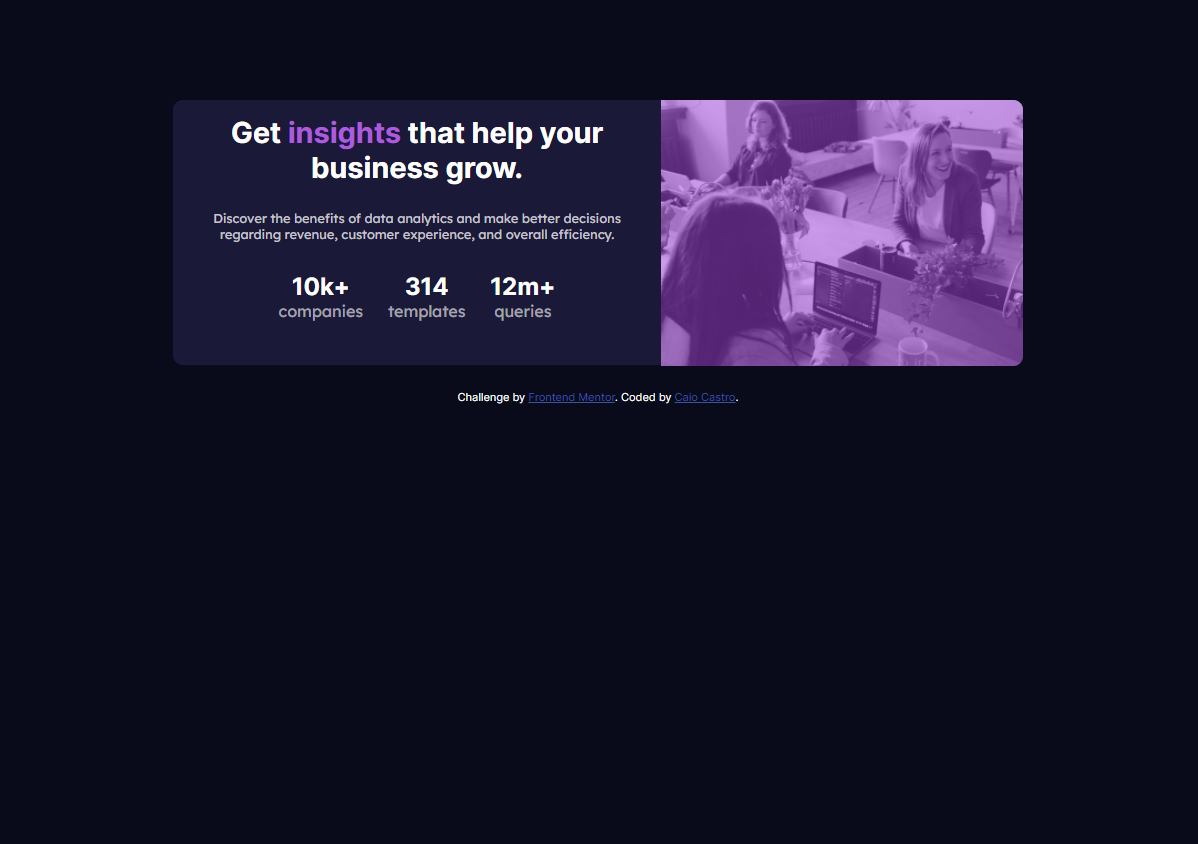 Get insights that help your
business grow.
Discover the benefits of data analytics and make better decisions
regarding revenue, customer experience, and overall efficiency.
10k+ 314 12m+
companies templates queries
Challenge by Frontend Mentor. Coded by Caio Castro.